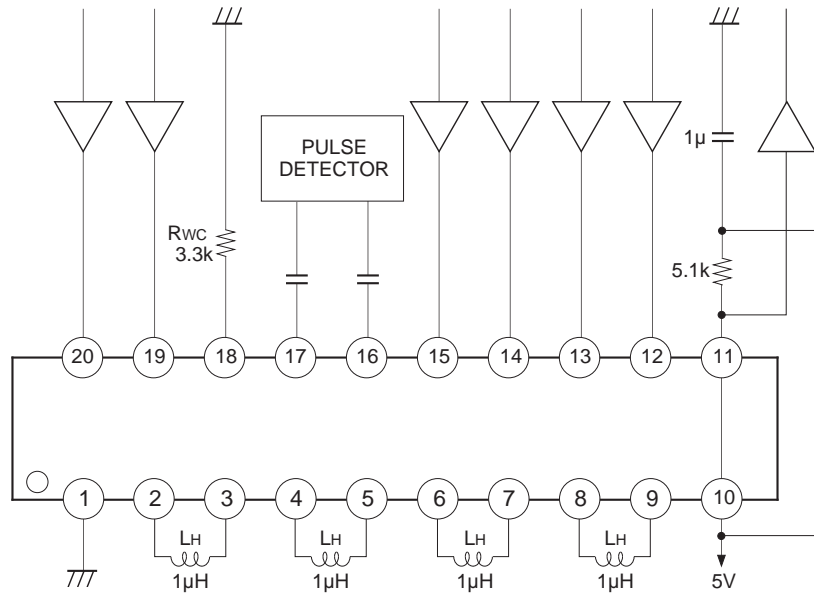 PULSE
DETECTOR
1µ
RWC
3.3k
5.1k
20 19 18 17 16 15 14 13 12 11
1 2 3 4 5 6 7 8 9 10
LH LH LH LH
1µH 1µH 1µH 1µH
5V